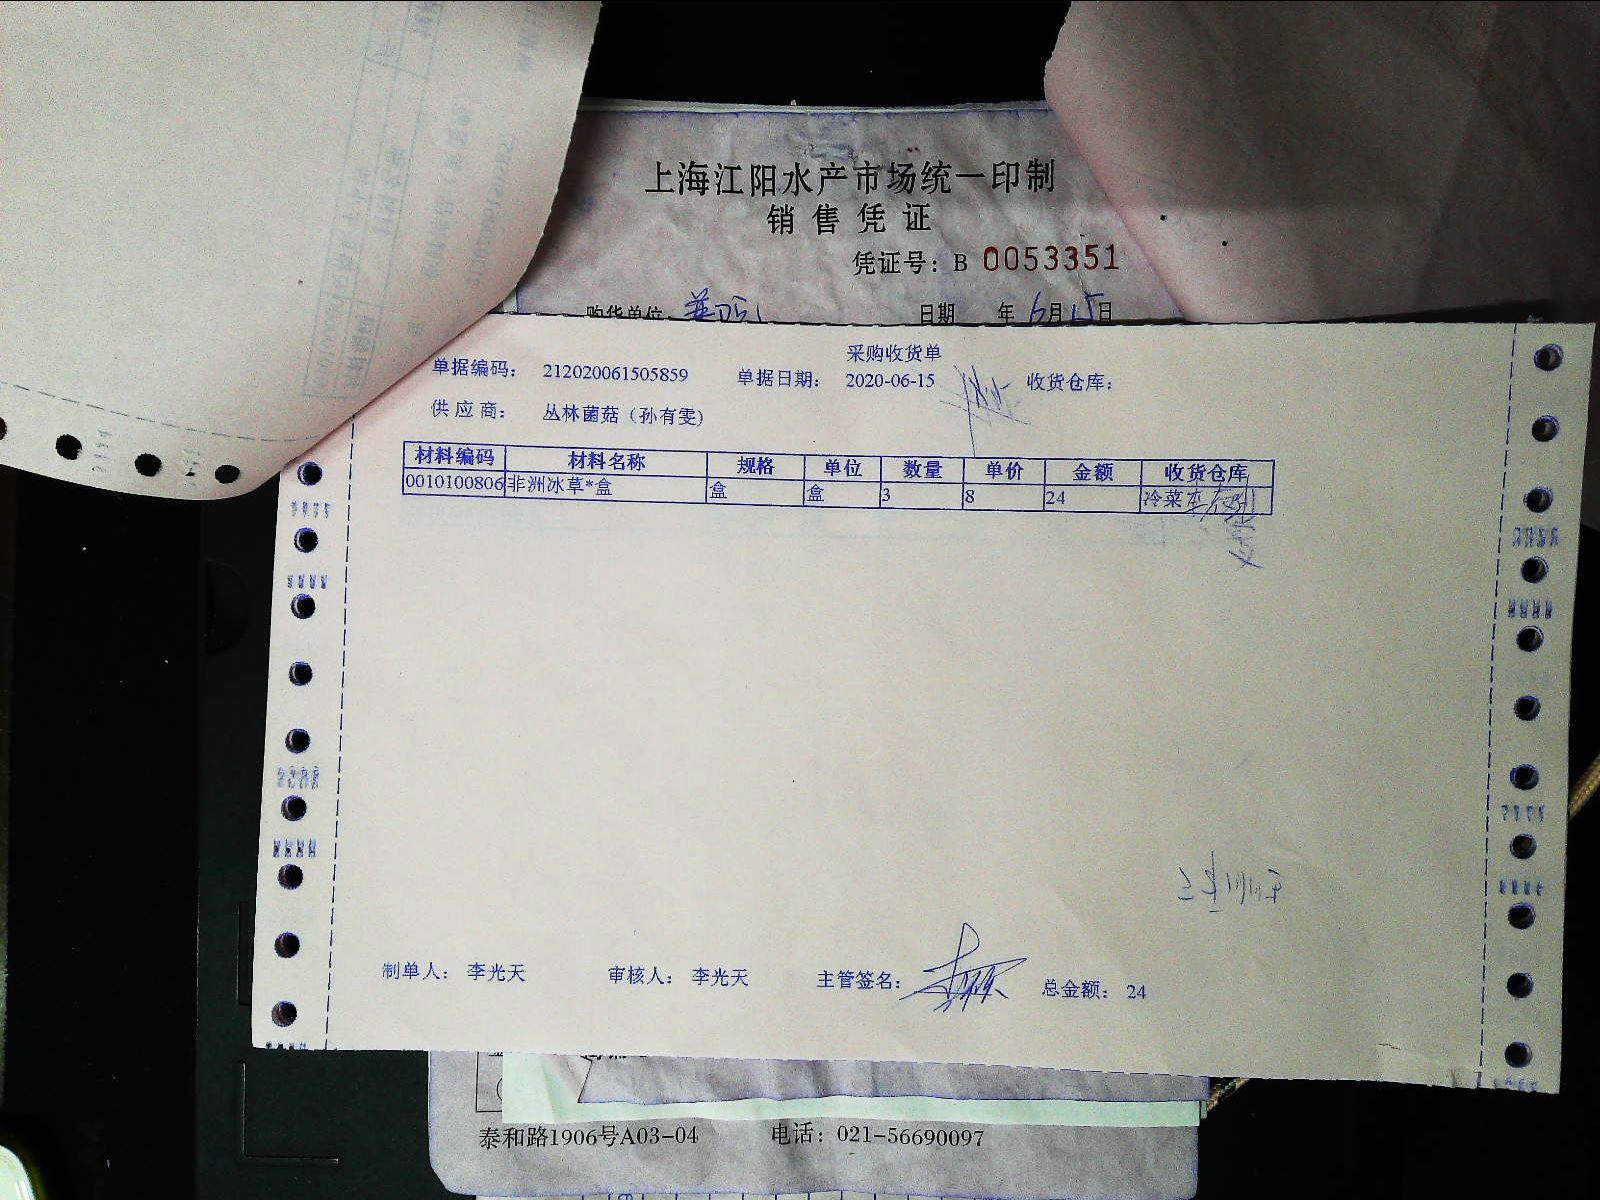 上海江阳水产市场统一印制
销售凭证
凭证号：B 0053351
购货单位： 日期 年6月15日
采购收货单
单据编码： 212020061505859 单据日期： 2020-06-15 收货仓库：
供应商： 丛林菌菇（孙有雯）
材料编码 材料名称 规格 单位 数量 单价 金额 收货仓库
0010100806 非洲冰草*盒 盒 盒 3 8 24 冷菜
制单人： 李光天 审核人： 李光天 主管签名： 总金额： 24
泰和路1906号A03-04 电话：021-56690097